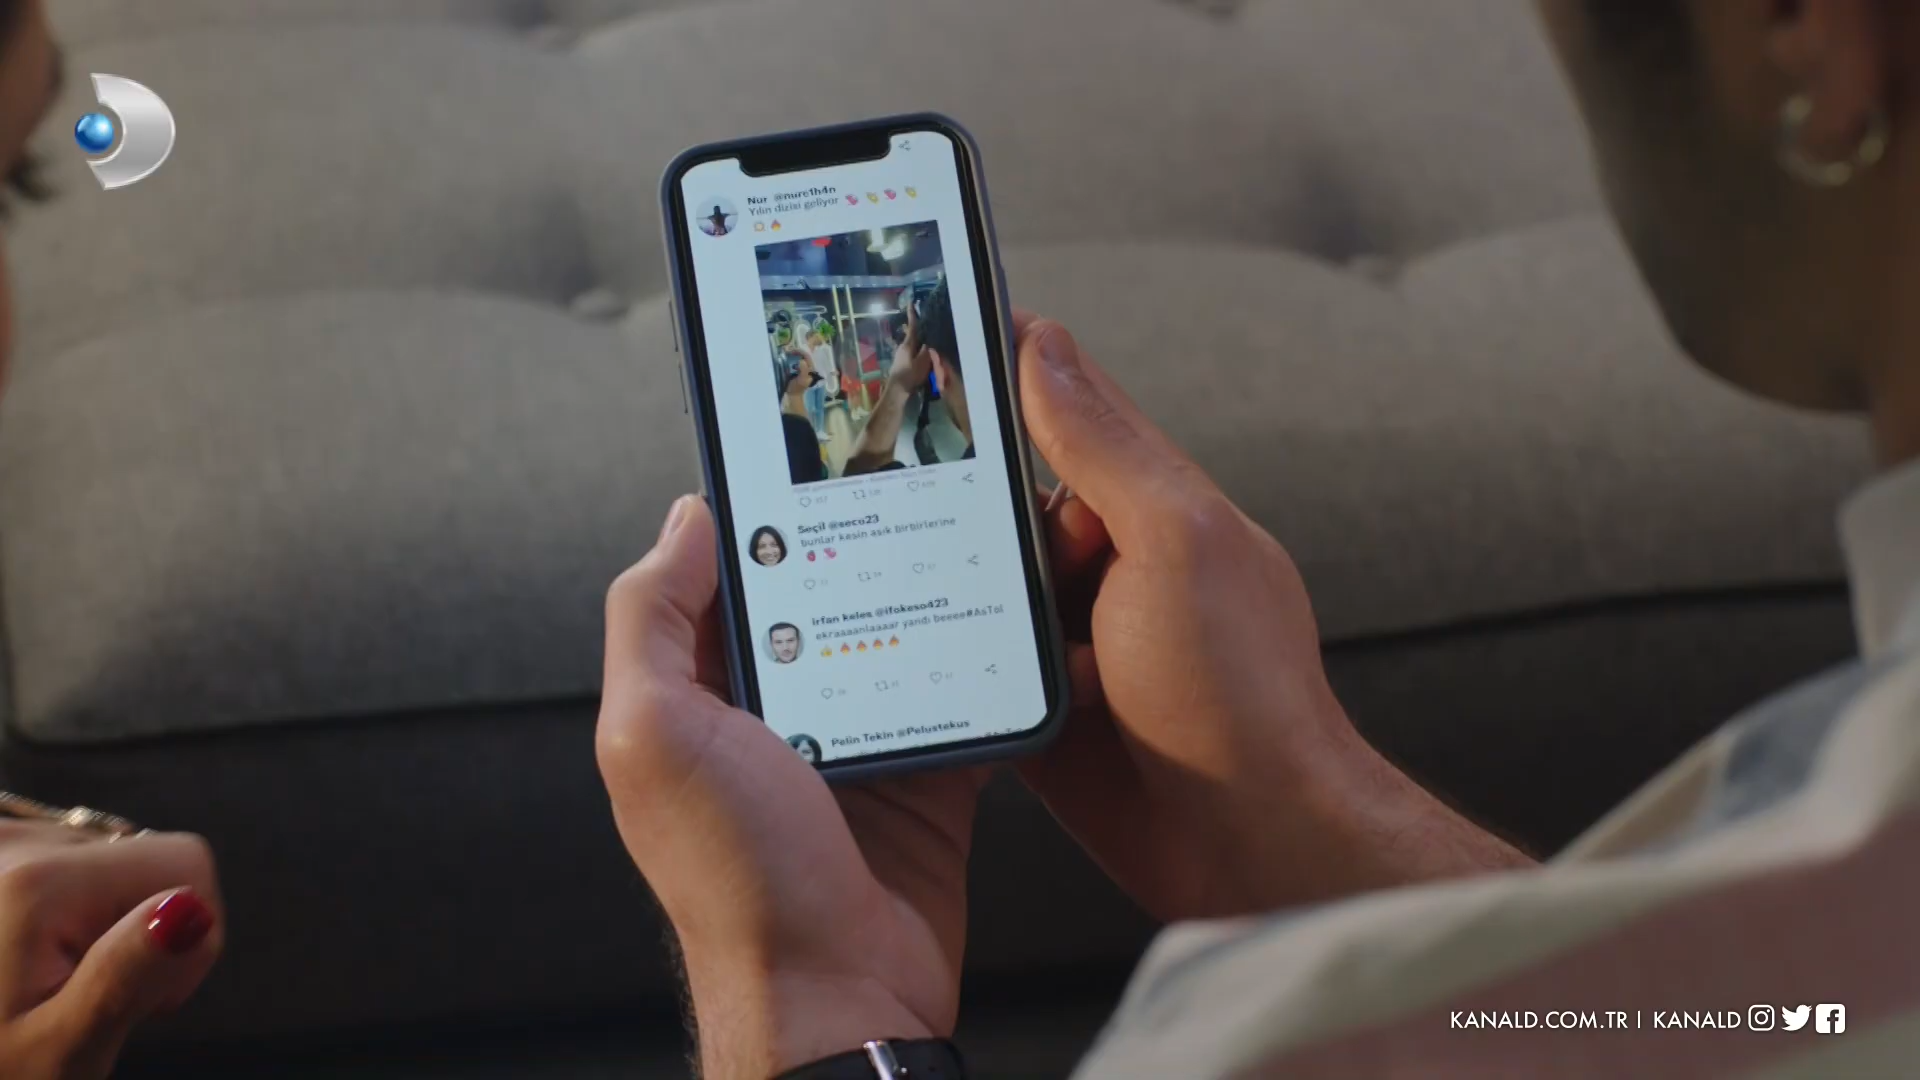 Nur @nure1h4n
Yılın dizisi geliyor
Seçil @seco23
bunlar kesin aşık birbirlerine
irfan keles @ifokeso423
ekraaaanlaaaar yandı beeee#AsTol
Pelin Tekin @Pelustekus
KANALD.COM.TR | KANALD